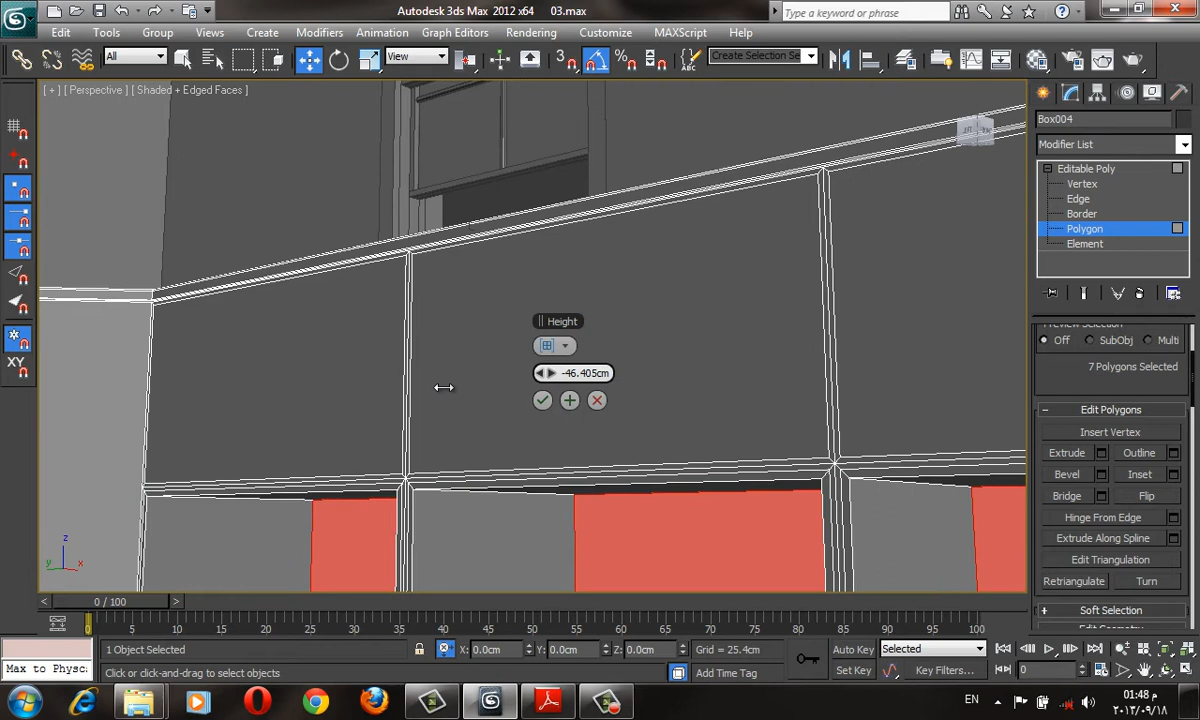 Autodesk 3ds Max 2012 x64 03.max
Type a keyword or phrase
Edit Tools Group Views Create Modifiers Animation Graph Editors Rendering Customize MAXScript Help
All View Create Selection Se
[ + ] [ Perspective ] [ Shaded + Edged Faces ]
Box004
Modifier List
Editable Poly
Vertex
Edge
Border
Polygon
Element
Preview Selection
Off SubObj Multi
7 Polygons Selected
Edit Polygons
Insert Vertex
Extrude Outline
Bevel Inset
Bridge Flip
Hinge From Edge
Extrude Along Spline
Edit Triangulation
Retriangulate Turn
Soft Selection
Height
-46.405cm
XY
z
y x
0 / 100
0 5 10 15 20 25 30 35 40 45 50 55 60 65 70 75 80 85 90 95 100
1 Object Selected X: 0.0cm Y: 0.0cm Z: 0.0cm Grid = 25.4cm Auto Key Selected
Max to Physc Click or click-and-drag to select objects Add Time Tag Set Key Key Filters... 0
EN
01:48 م
٢٠١٣/٠٩/١٨